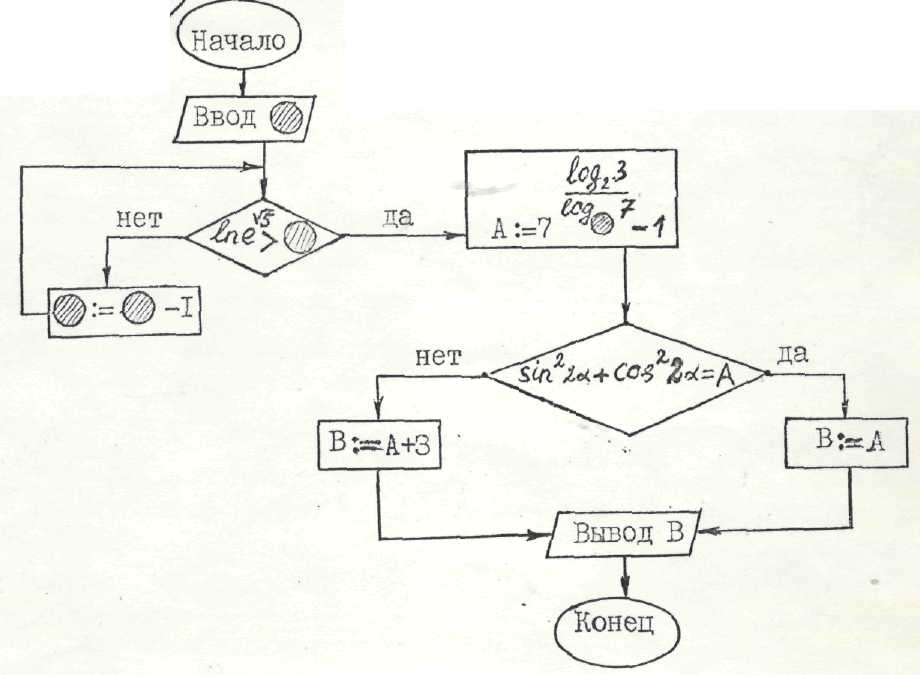 Начало
Ввод
нет
ln e^√5 >
да
:= -I
A:=7^(log₂3/log 7) -1
нет
sin²2α+cos²2α=A
да
B:=A+3
B:=A
Вывод B
Конец